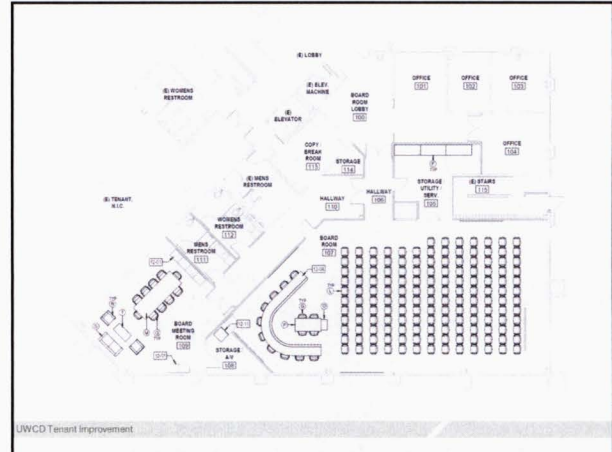 (E) LOBBY
(E) WOMENS
RESTROOM
(E) ELEV.
MACHINE
(E)
ELEVATOR
BOARD
ROOM
LOBBY
100
OFFICE
101
OFFICE
102
OFFICE
103
OFFICE
104
COPY
BREAK
ROOM
113
STORAGE
114
(E) MENS
RESTROOM
(E) TENANT.
N.I.C
HALLWAY
110
HALLWAY
106
STORAGE
UTILITY
SERV.
105
(E) STAIRS
115
WOMENS
RESTROOM
112
MENS
RESTROOM
111
BOARD
ROOM
107
BOARD
MEETING
ROOM
109
STORAGE
A/V
108
UWCD Tenant Improvement